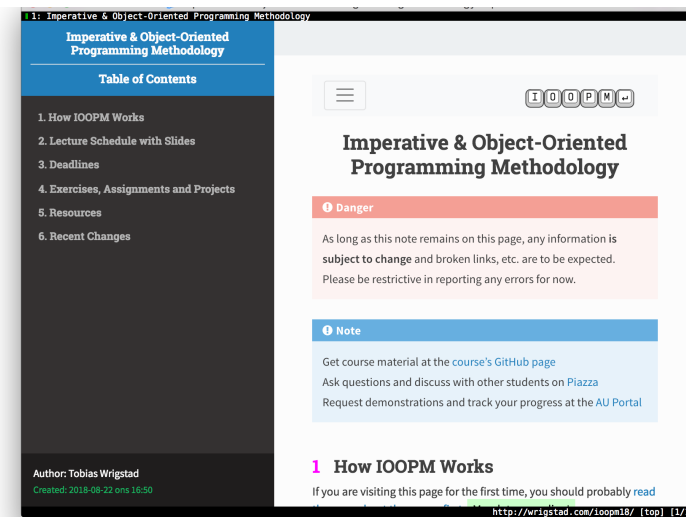 1: Imperative & Object-Oriented Programming Methodology
Imperative & Object-Oriented
Programming Methodology
Table of Contents
1. How IOOPM Works
2. Lecture Schedule with Slides
3. Deadlines
4. Exercises, Assignments and Projects
5. Resources
6. Recent Changes
Author: Tobias Wrigstad
Created: 2018-08-22 ons 16:50
I O O P M ↵
Imperative & Object-Oriented
Programming Methodology
Danger
As long as this note remains on this page, any information is
subject to change and broken links, etc. are to be expected.
Please be restrictive in reporting any errors for now.
Note
Get course material at the course's GitHub page
Ask questions and discuss with other students on Piazza
Request demonstrations and track your progress at the AU Portal
1 How IOOPM Works
If you are visiting this page for the first time, you should probably read
http://wrigstad.com/ioopm18/ [top] [1/